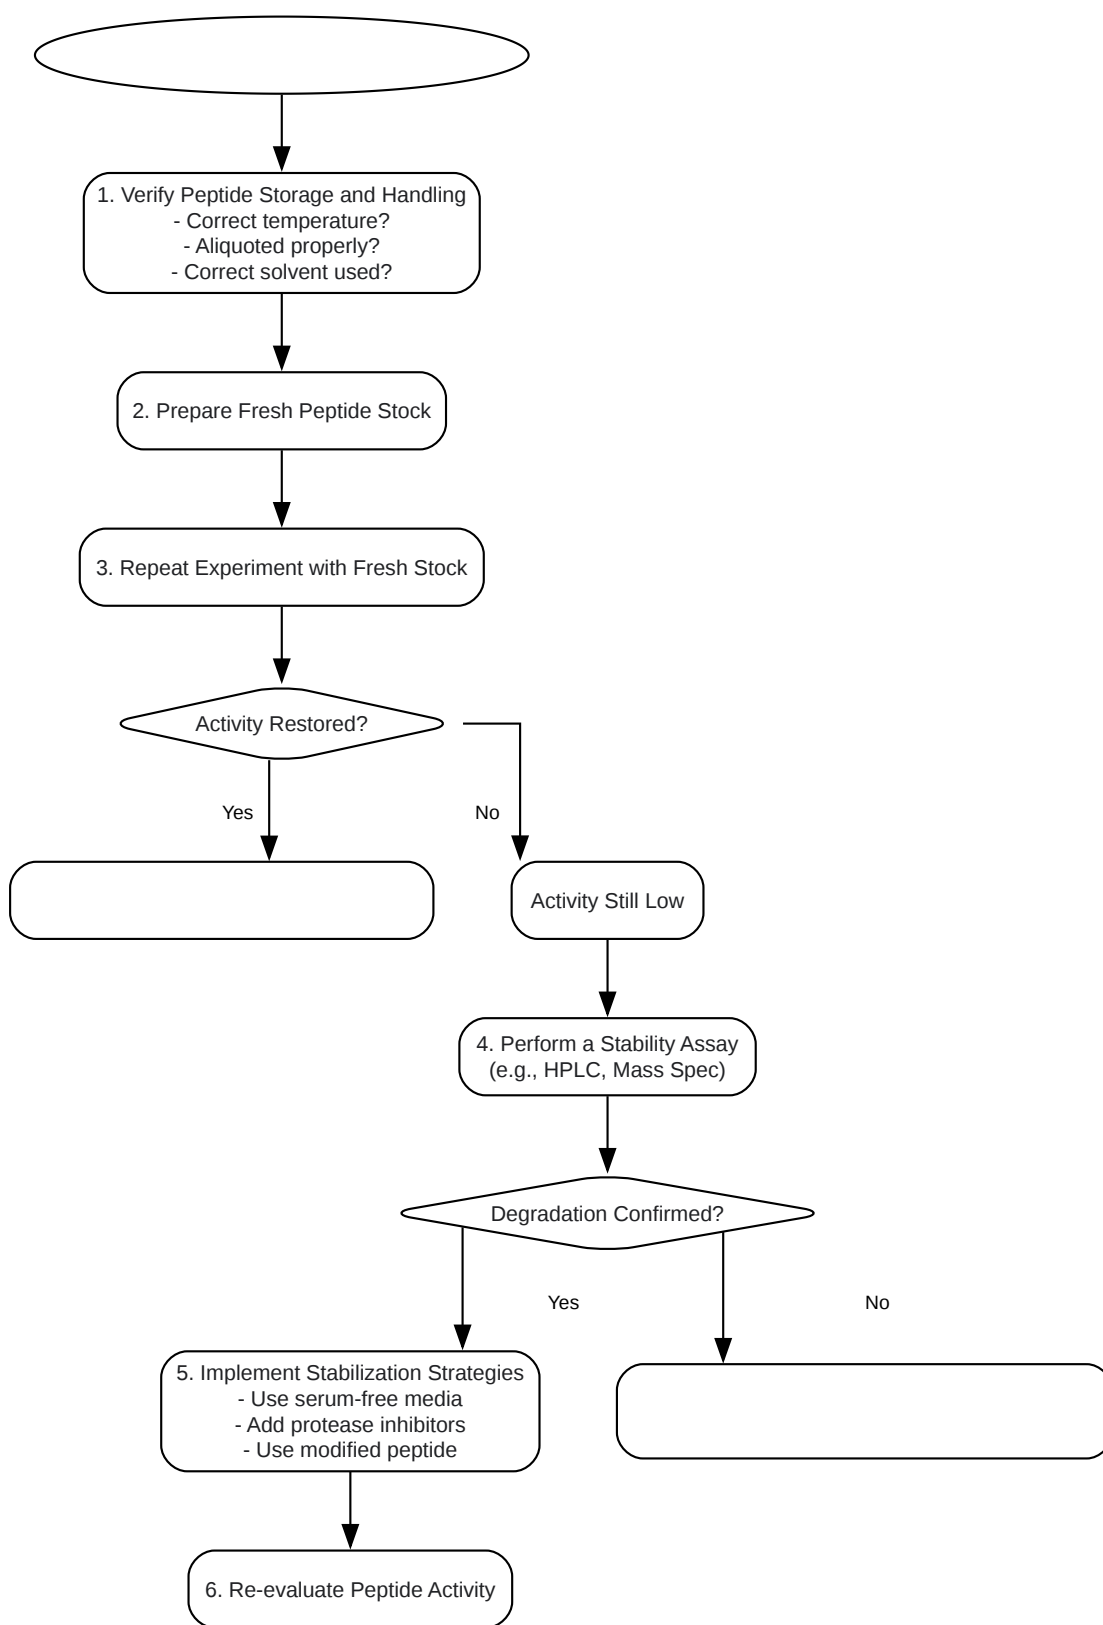 1. Verify Peptide Storage and Handling
- Correct temperature?
- Aliquoted properly?
- Correct solvent used?
2. Prepare Fresh Peptide Stock
3. Repeat Experiment with Fresh Stock
Activity Restored?
Yes
No
Activity Still Low
4. Perform a Stability Assay
(e.g., HPLC, Mass Spec)
Degradation Confirmed?
Yes
No
5. Implement Stabilization Strategies
- Use serum-free media
- Add protease inhibitors
- Use modified peptide
6. Re-evaluate Peptide Activity